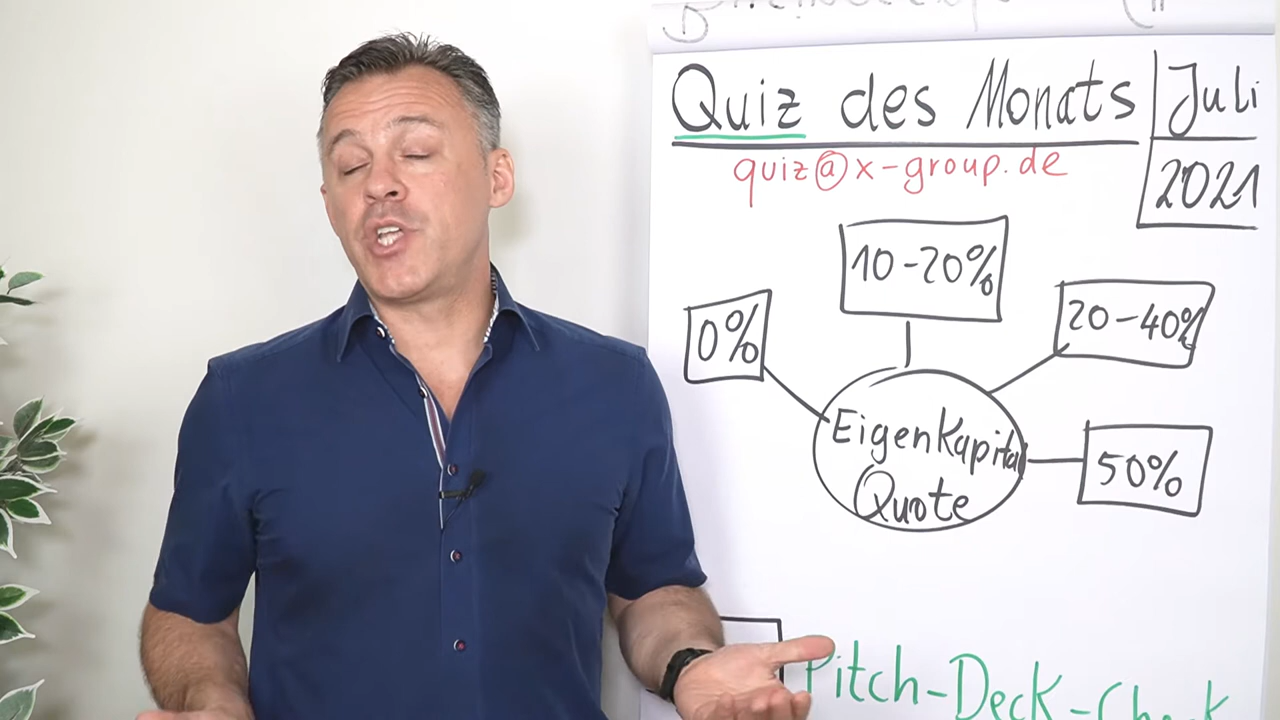 Quiz des Monats
Juli
2021
quiz@x-group.de
10-20%
0%
20-40%
EigenKapital
Quote
50%
Pitch-Deck-Check